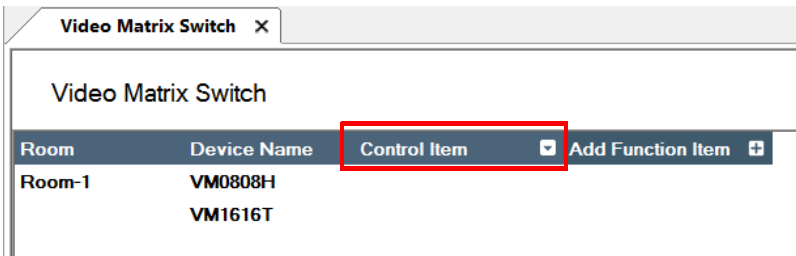 Video Matrix Switch X
Video Matrix Switch
Room Device Name Control Item Add Function Item
Room-1 VM0808H
VM1616T